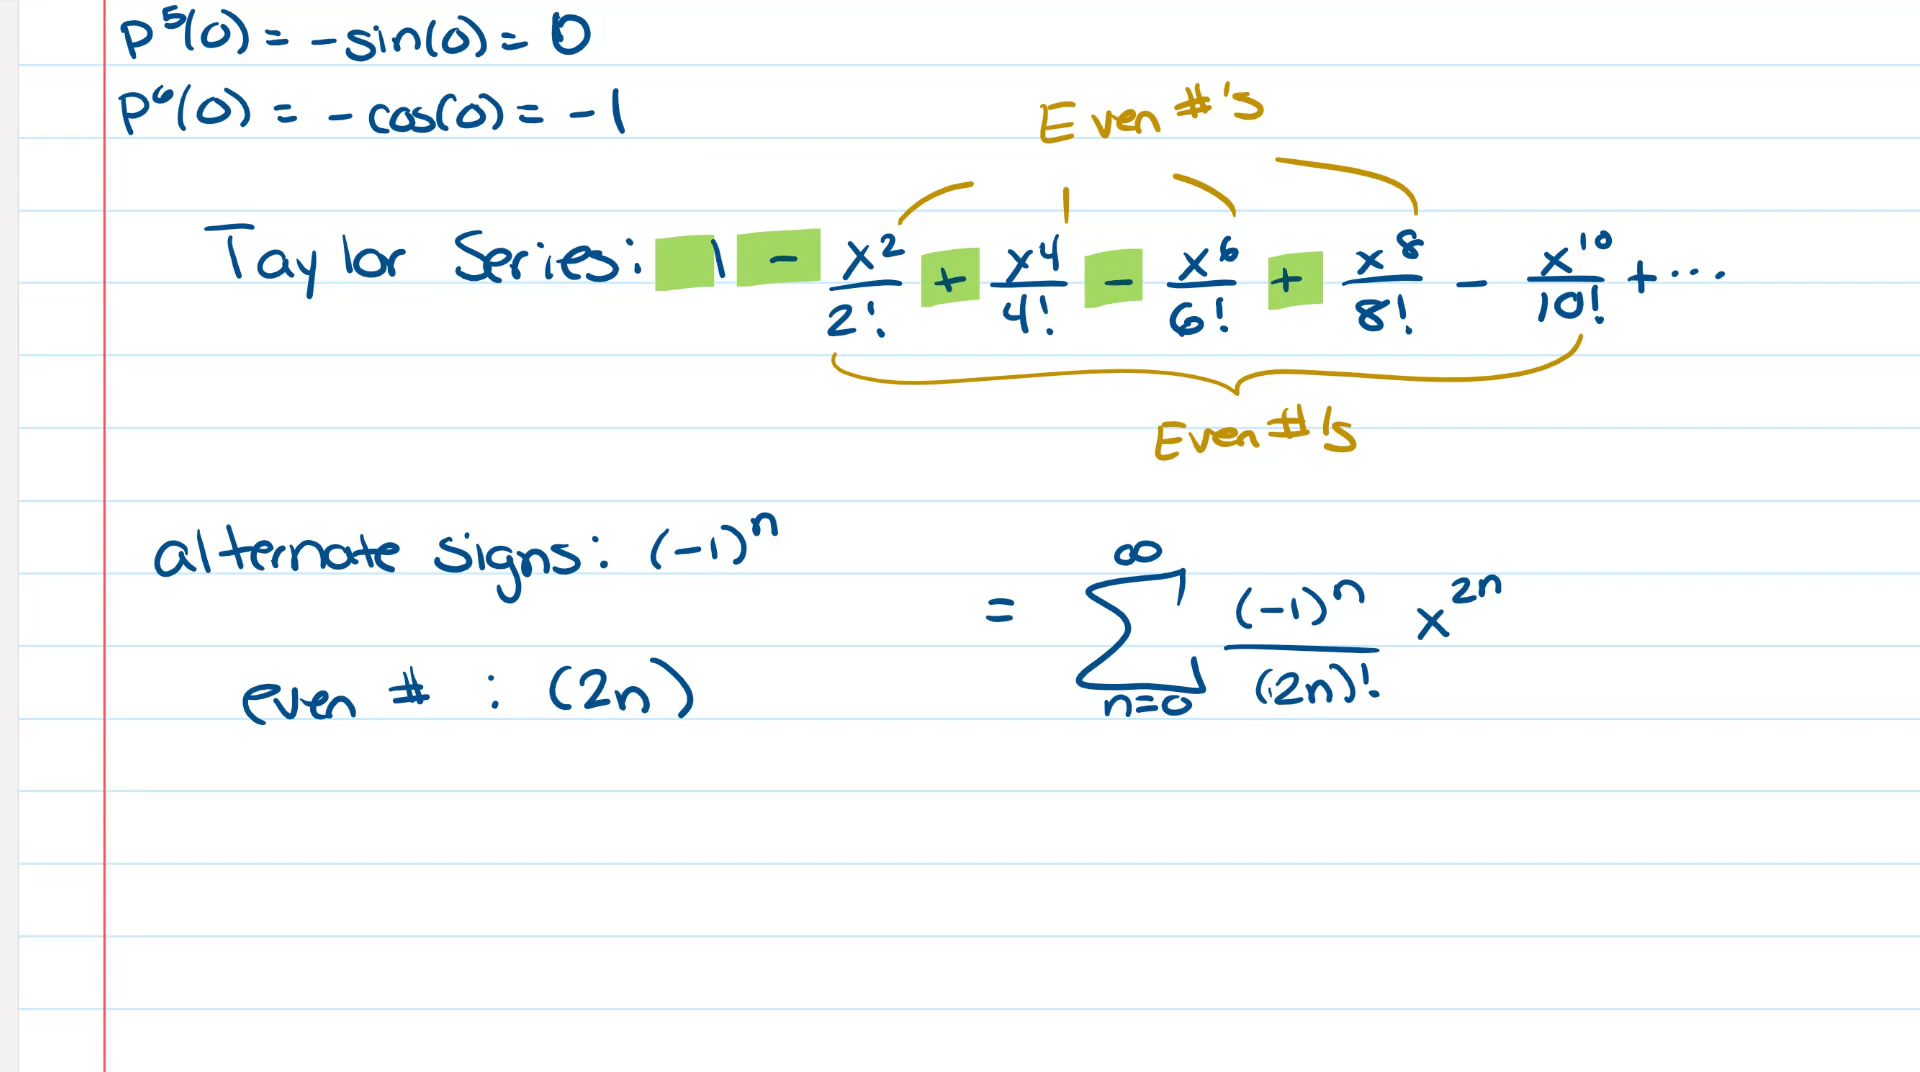 P⁵(0) = -sin(0) = 0
P⁶(0) = -cos(0) = -1
Even #'s
Taylor Series: 1 - x²/2! + x⁴/4! - x⁶/6! + x⁸/8! - x¹⁰/10! + ...
Even #'s
alternate signs: (-1)ⁿ
= ∞ Σ n=0 (-1)ⁿ/(2n)! x²ⁿ
even # : (2n)